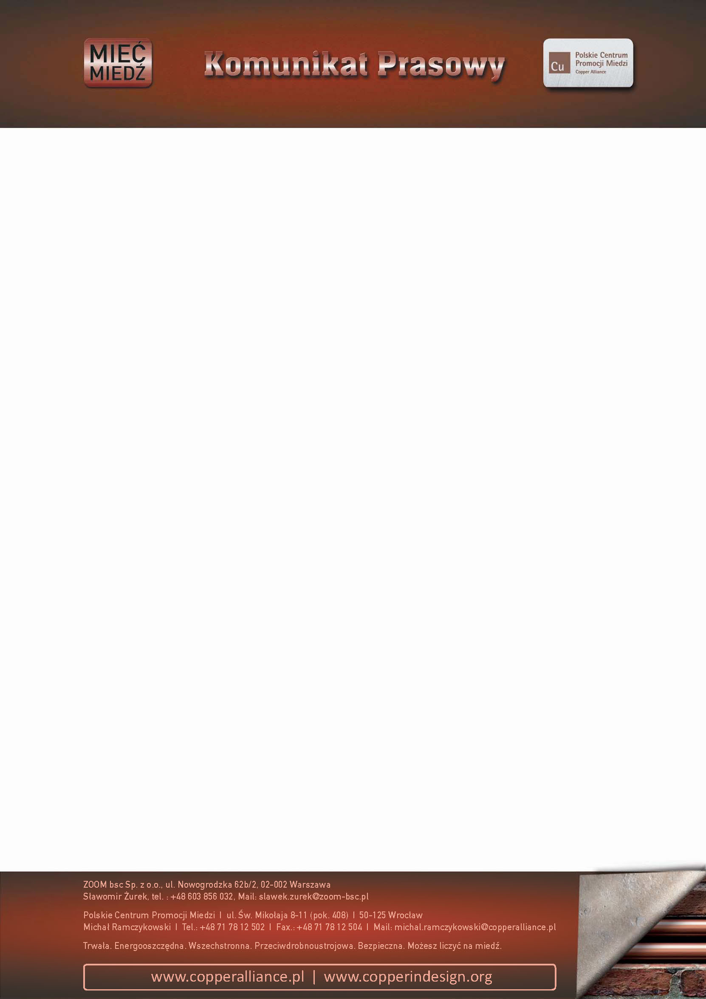 MIEĆ
MIEDŹ
Komunikat Prasowy
Cu
Polskie Centrum
Promocji Miedzi
Copper Alliance
ZOOM bsc Sp. z o.o., ul. Nowogrodzka 62b/2, 02-002 Warszawa
Sławomir Żurek, tel. : +48 603 856 032, Mail: slawek.zurek@zoom-bsc.pl
Polskie Centrum Promocji Miedzi | ul. Św. Mikołaja 8-11 (pok. 408) | 50-125 Wrocław
Michał Ramczykowski | Tel.: +48 71 78 12 502 | Fax.: +48 71 78 12 504 | Mail: michal.ramczykowski@copperalliance.pl
Trwała. Energooszczędna. Wszechstronna. Przeciwdrobnoustrojowa. Bezpieczna. Możesz liczyć na miedź.
www.copperalliance.pl | www.copperindesign.org